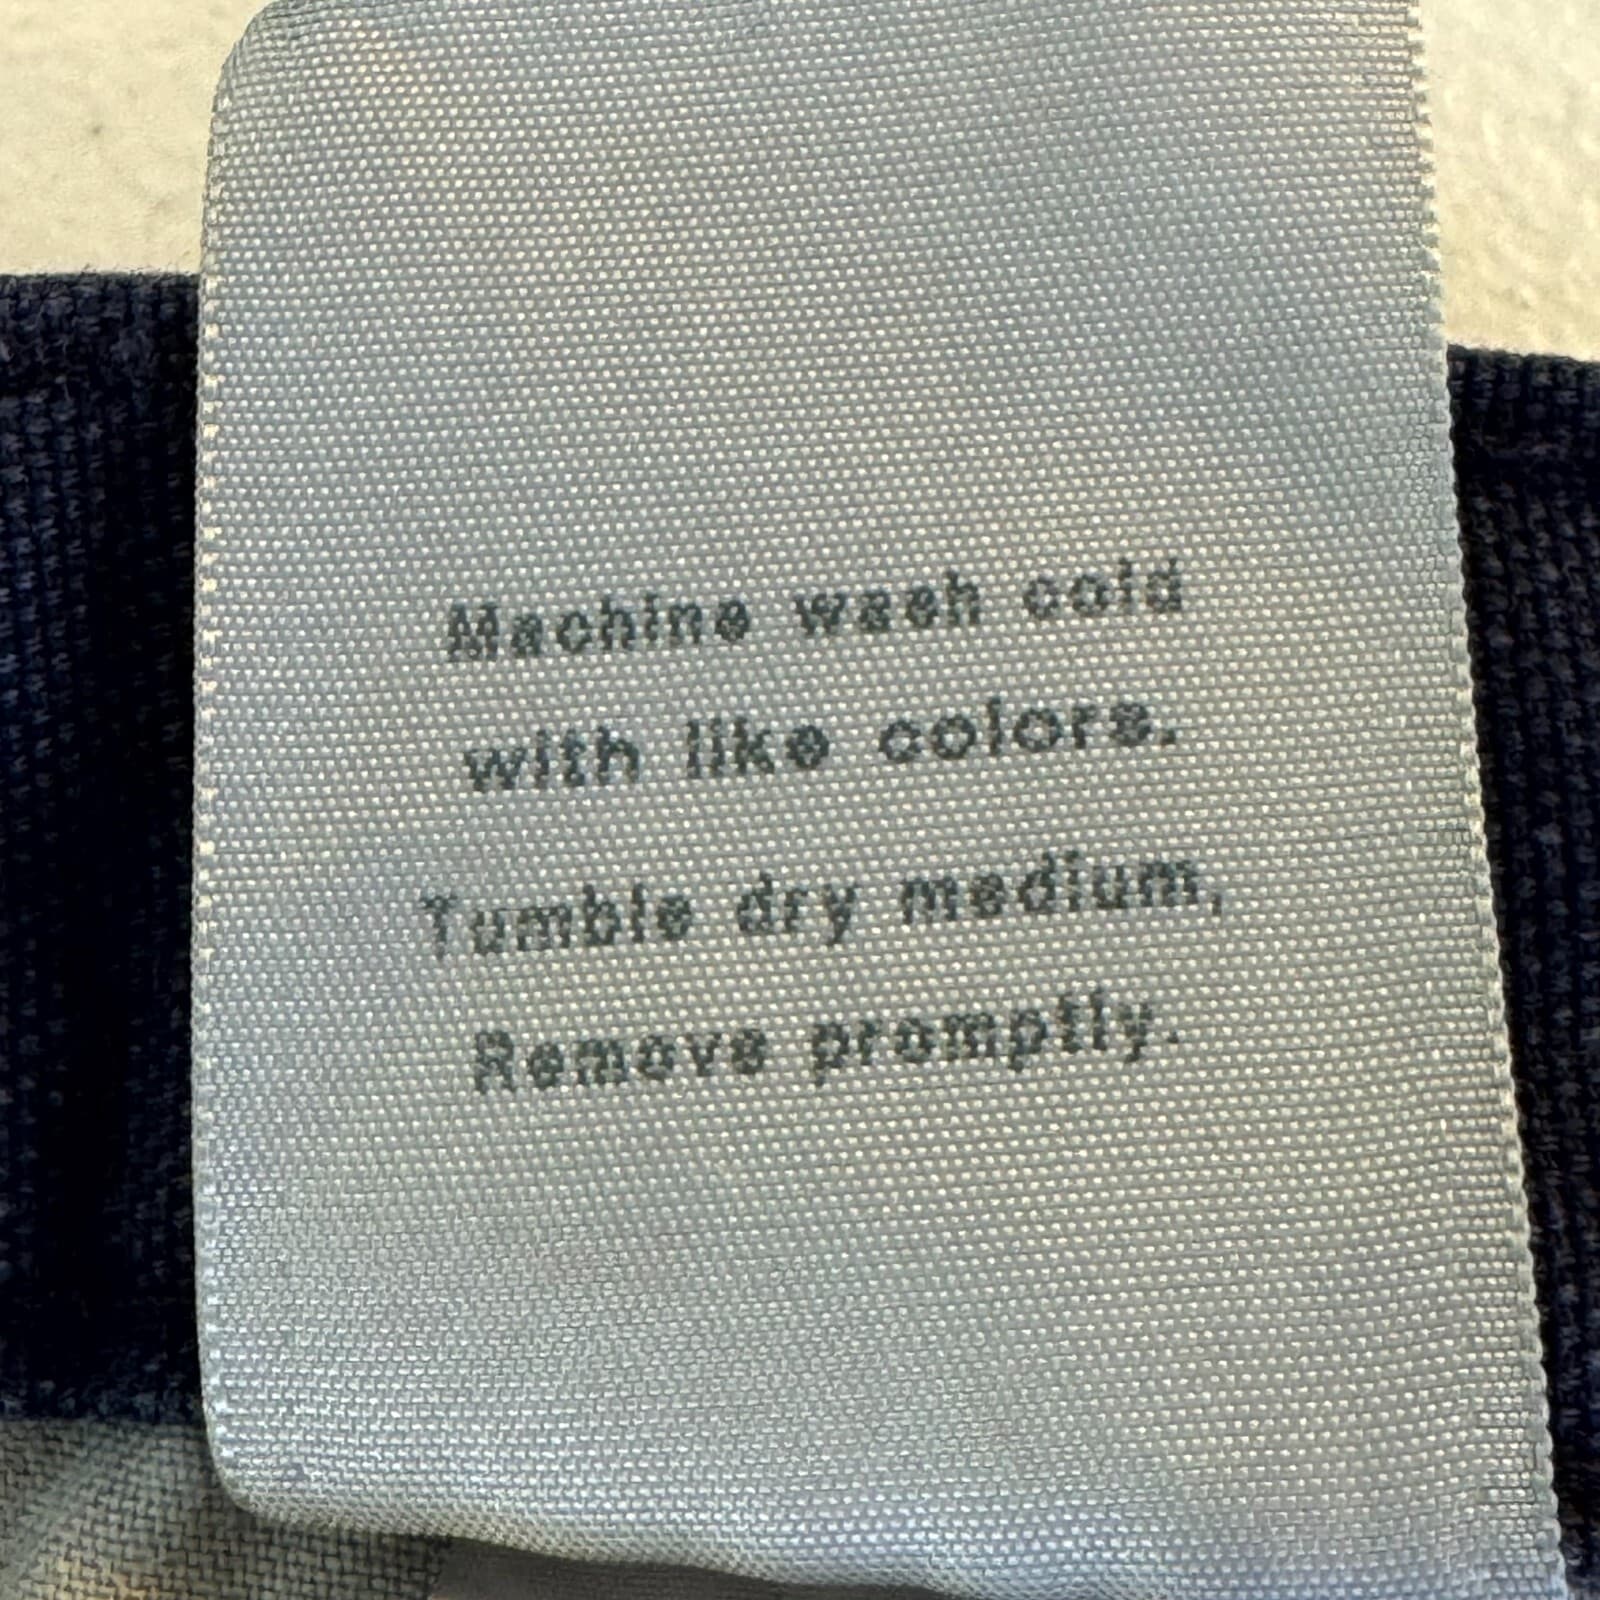 Machine wash cold
with like colors.
Tumble dry medium,
Remove promptly.